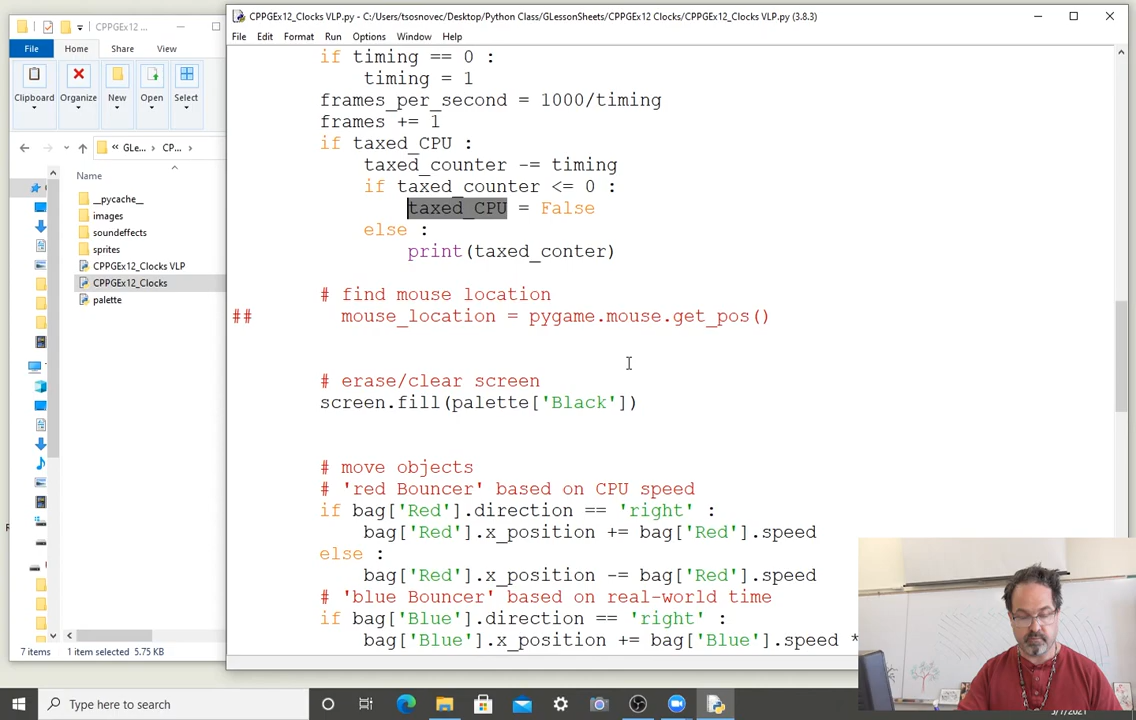 CPPGEx12 ...
File
Home
Share
View
Clipboard
Organize
New
Open
Select
« GLe... › CP... ›
Name
__pycache__
images
soundeffects
sprites
CPPGEx12_Clocks VLP
CPPGEx12_Clocks
palette
7 items
1 item selected 5.75 KB
CPPGEx12_Clocks VLP.py - C:/Users/tsosnovec/Desktop/Python Class/GLessonSheets/CPPGEx12 Clocks/CPPGEx12_Clocks VLP.py (3.8.3)
File Edit Format Run Options Window Help
if timing == 0 :
timing = 1
frames_per_second = 1000/timing
frames += 1
if taxed_CPU :
taxed_counter -= timing
if taxed_counter <= 0 :
taxed_CPU = False
else :
print(taxed_conter)
# find mouse location
## mouse_location = pygame.mouse.get_pos()
# erase/clear screen
screen.fill(palette['Black'])
# move objects
# 'red Bouncer' based on CPU speed
if bag['Red'].direction == 'right' :
bag['Red'].x_position += bag['Red'].speed
else :
bag['Red'].x_position -= bag['Red'].speed
# 'blue Bouncer' based on real-world time
if bag['Blue'].direction == 'right' :
bag['Blue'].x_position += bag['Blue'].speed *
Type here to search